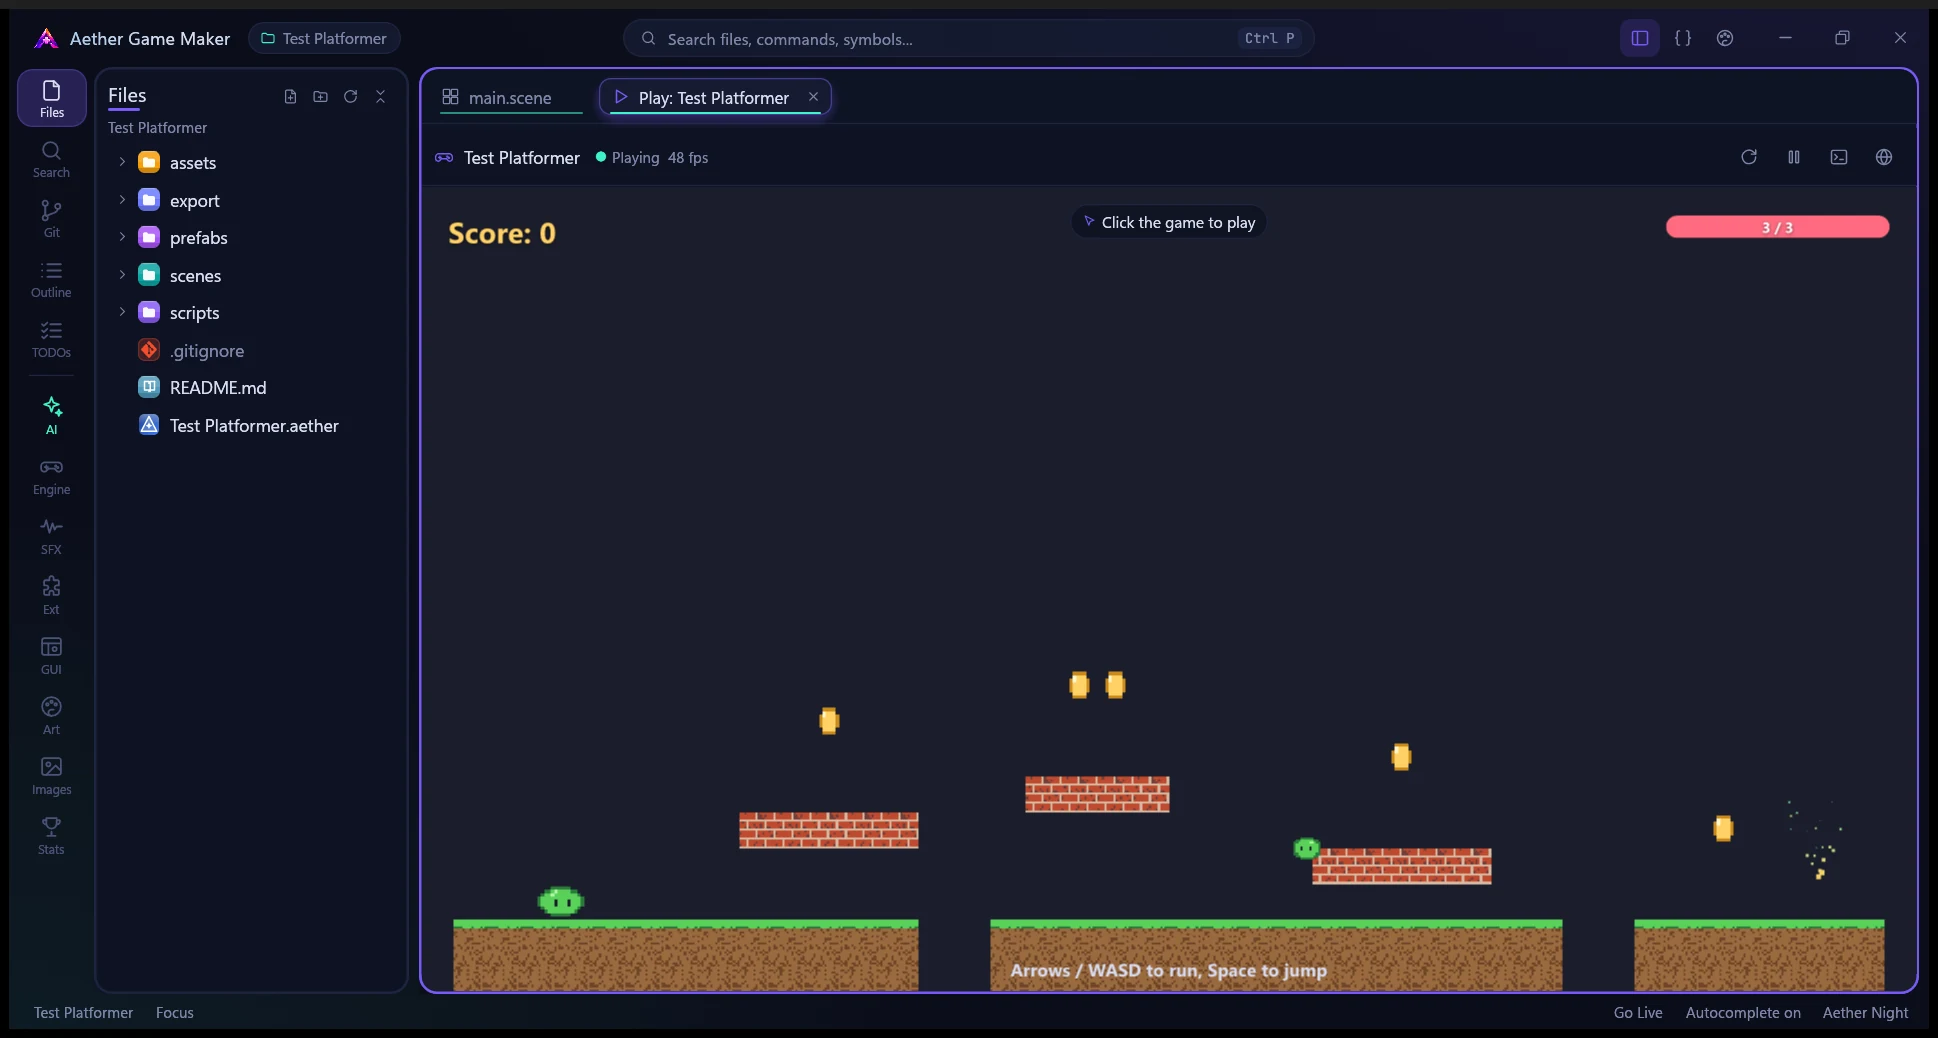 Aether Game Maker
Test Platformer
Search files, commands, symbols...
Ctrl P
Files
Search
Git
Outline
TODOs
AI
Engine
SFX
Ext
GUI
Art
Images
Stats
Files
Test Platformer
assets
export
prefabs
scenes
scripts
.gitignore
README.md
Test Platformer.aether
main.scene
Play: Test Platformer
Test Platformer
Playing 48 fps
Score: 0
Click the game to play
3 / 3
Arrows / WASD to run, Space to jump
Test Platformer
Focus
Go Live
Autocomplete on
Aether Night